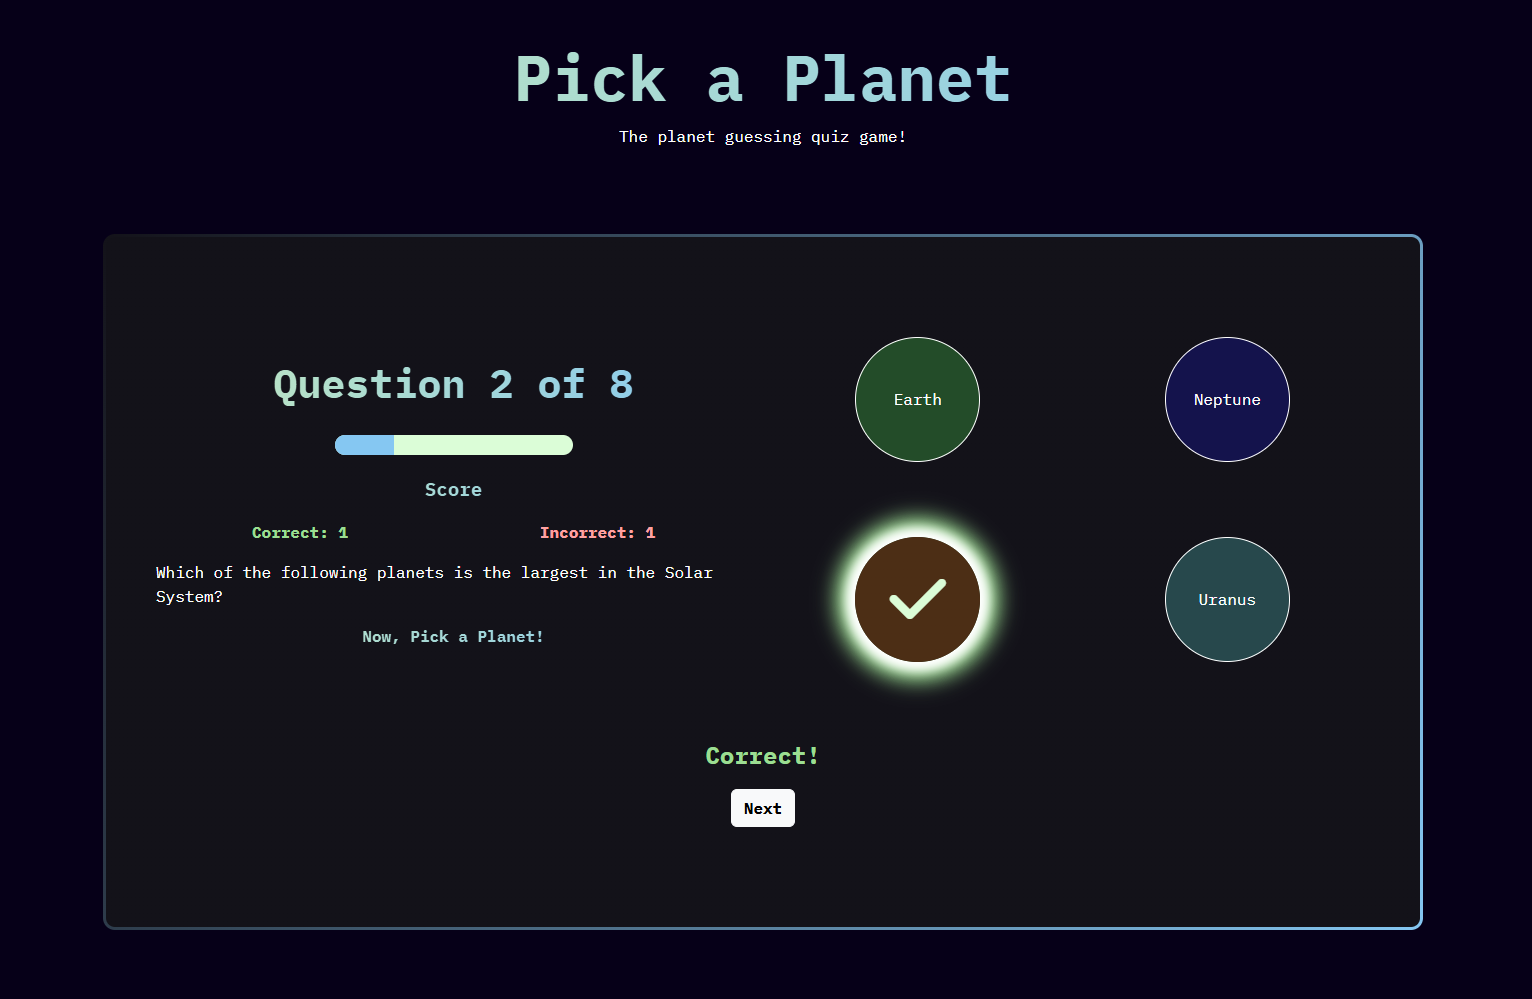 Pick a Planet
The planet guessing quiz game!
Question 2 of 8
Score
Correct: 1
Incorrect: 1
Which of the following planets is the largest in the Solar
System?
Now, Pick a Planet!
Earth
Neptune
Uranus
Correct!
Next